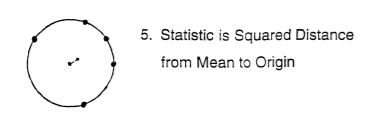 5. Statistic is Squared Distance
from Mean to Origin